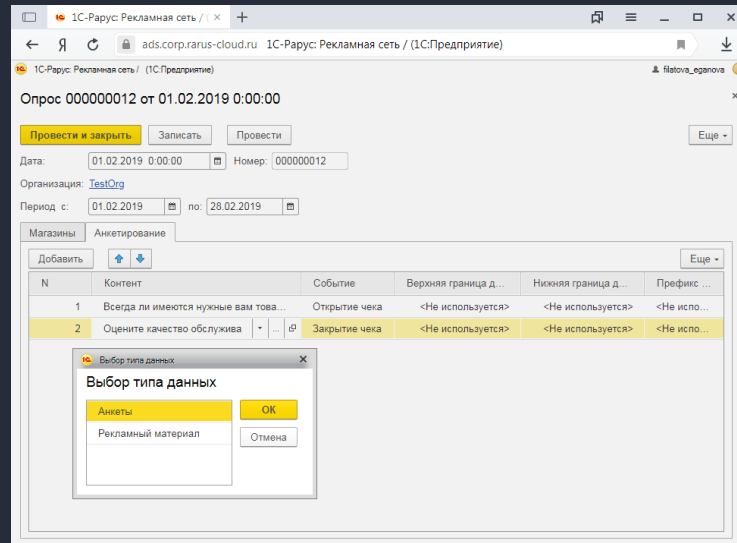 1С-Рарус: Рекламная сеть / (
ads.corp.rarus-cloud.ru 1С-Рарус: Рекламная сеть / (1С:Предприятие)
1С-Рарус: Рекламная сеть / (1С:Предприятие) filatova_eganova
Опрос 000000012 от 01.02.2019 0:00:00
Провести и закрыть Записать Провести Еще
Дата: 01.02.2019 0:00:00 Номер: 000000012
Организация: TestOrg
Период с: 01.02.2019 по: 28.02.2019
Магазины Анкетирование
Добавить Еще
N Контент Событие Верхняя граница д... Нижняя граница д... Префикс ...
1 Всегда ли имеются нужные вам това... Открытие чека <Не используется> <Не используется> <Не испо...
2 Оцените качество обслужива ... Закрытие чека <Не используется> <Не используется> <Не испо...
Выбор типа данных
Выбор типа данных
Анкеты ОК
Рекламный материал Отмена